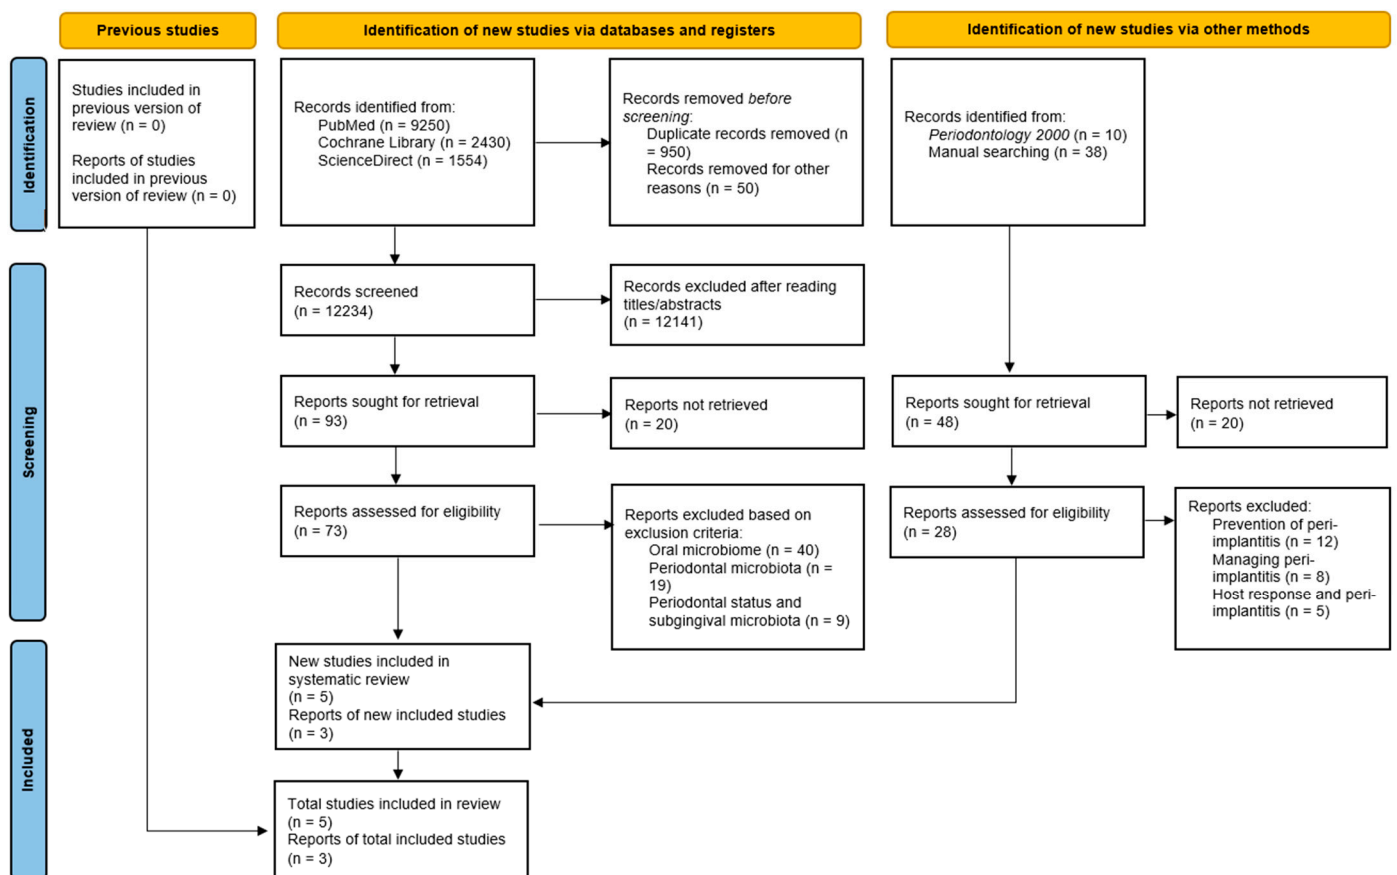 Previous studies
Identification of new studies via databases and registers
Identification of new studies via other methods
Identification
Studies included in
previous version of
review (n = 0)
Reports of studies
included in previous
version of review (n = 0)
Records identified from:
PubMed (n = 9250)
Cochrane Library (n = 2430)
ScienceDirect (n = 1554)
Records removed before
screening:
Duplicate records removed (n
= 950)
Records removed for other
reasons (n = 50)
Records identified from:
Periodontology 2000 (n = 10)
Manual searching (n = 38)
Screening
Records screened
(n = 12234)
Records excluded after reading
titles/abstracts
(n = 12141)
Reports sought for retrieval
(n = 93)
Reports not retrieved
(n = 20)
Reports sought for retrieval
(n = 48)
Reports not retrieved
(n = 20)
Reports assessed for eligibility
(n = 73)
Reports excluded based on
exclusion criteria:
Oral microbiome (n = 40)
Periodontal microbiota (n =
19)
Periodontal status and
subgingival microbiota (n = 9)
Reports assessed for eligibility
(n = 28)
Reports excluded:
Prevention of peri-
implantitis (n = 12)
Managing peri-
implantitis (n = 8)
Host response and peri-
implantitis (n = 5)
Included
New studies included in
systematic review
(n = 5)
Reports of new included studies
(n = 3)
Total studies included in review
(n = 5)
Reports of total included studies
(n = 3)